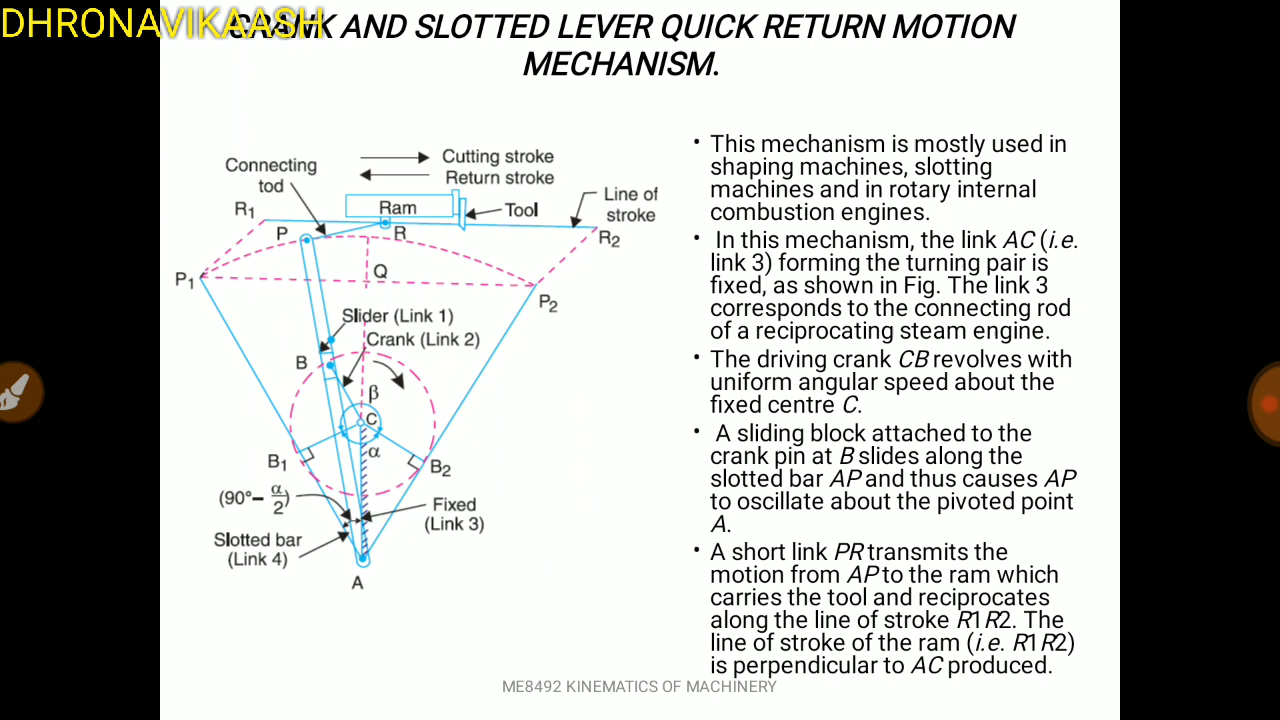 DHRONAVIKAASH
CRANK AND SLOTTED LEVER QUICK RETURN MOTION
MECHANISM.
Connecting
tod
Cutting stroke
Return stroke
Ram
Tool
Line of
stroke
R1
P
R
R2
P1
Q
P2
Slider (Link 1)
Crank (Link 2)
B
β
C
α
B1
B2
(90°– α/2)
Fixed
(Link 3)
Slotted bar
(Link 4)
A
• This mechanism is mostly used in
shaping machines, slotting
machines and in rotary internal
combustion engines.
• In this mechanism, the link AC (i.e.
link 3) forming the turning pair is
fixed, as shown in Fig. The link 3
corresponds to the connecting rod
of a reciprocating steam engine.
• The driving crank CB revolves with
uniform angular speed about the
fixed centre C.
• A sliding block attached to the
crank pin at B slides along the
slotted bar AP and thus causes AP
to oscillate about the pivoted point
A.
• A short link PR transmits the
motion from AP to the ram which
carries the tool and reciprocates
along the line of stroke R1R2. The
line of stroke of the ram (i.e. R1R2)
is perpendicular to AC produced.
ME8492 KINEMATICS OF MACHINERY